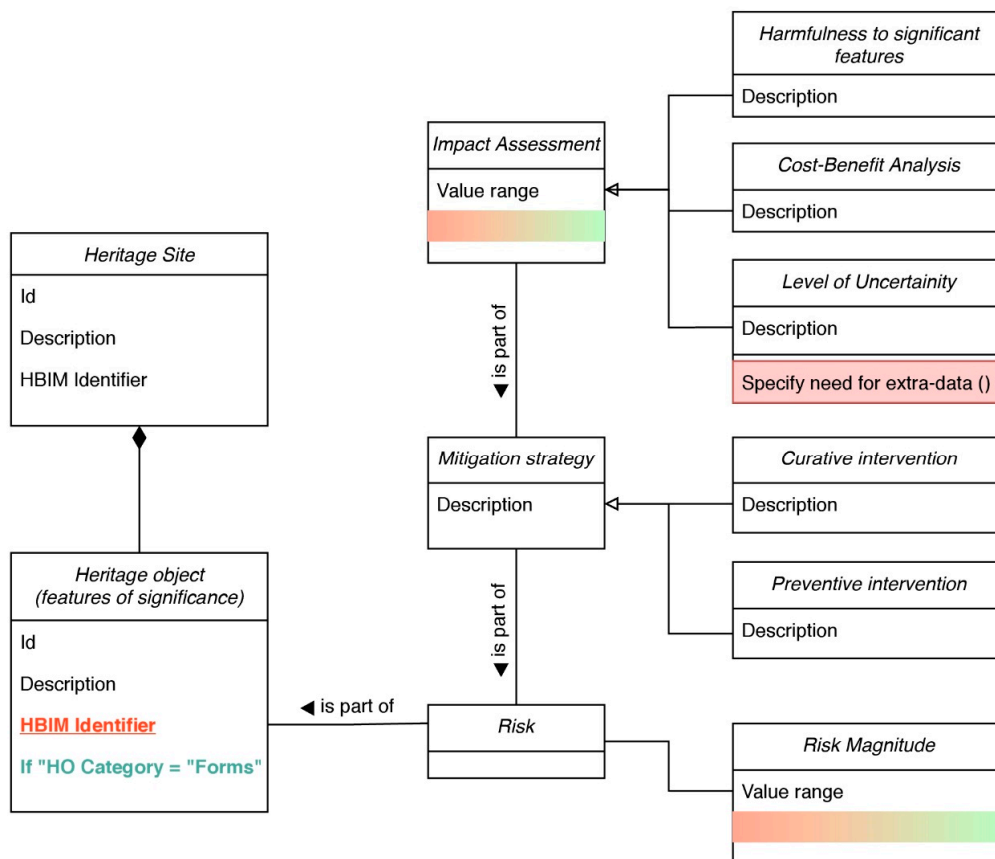 Harmfulness to significant
features
Description
Impact Assessment
Value range
Cost-Benefit Analysis
Description
Heritage Site
Id
Description
HBIM Identifier
Level of Uncertainity
Description
Specify need for extra-data ()
is part of
Mitigation strategy
Description
Curative intervention
Description
Preventive intervention
Description
Heritage object
(features of significance)
Id
Description
HBIM Identifier
If "HO Category = "Forms"
is part of
is part of
Risk
Risk Magnitude
Value range